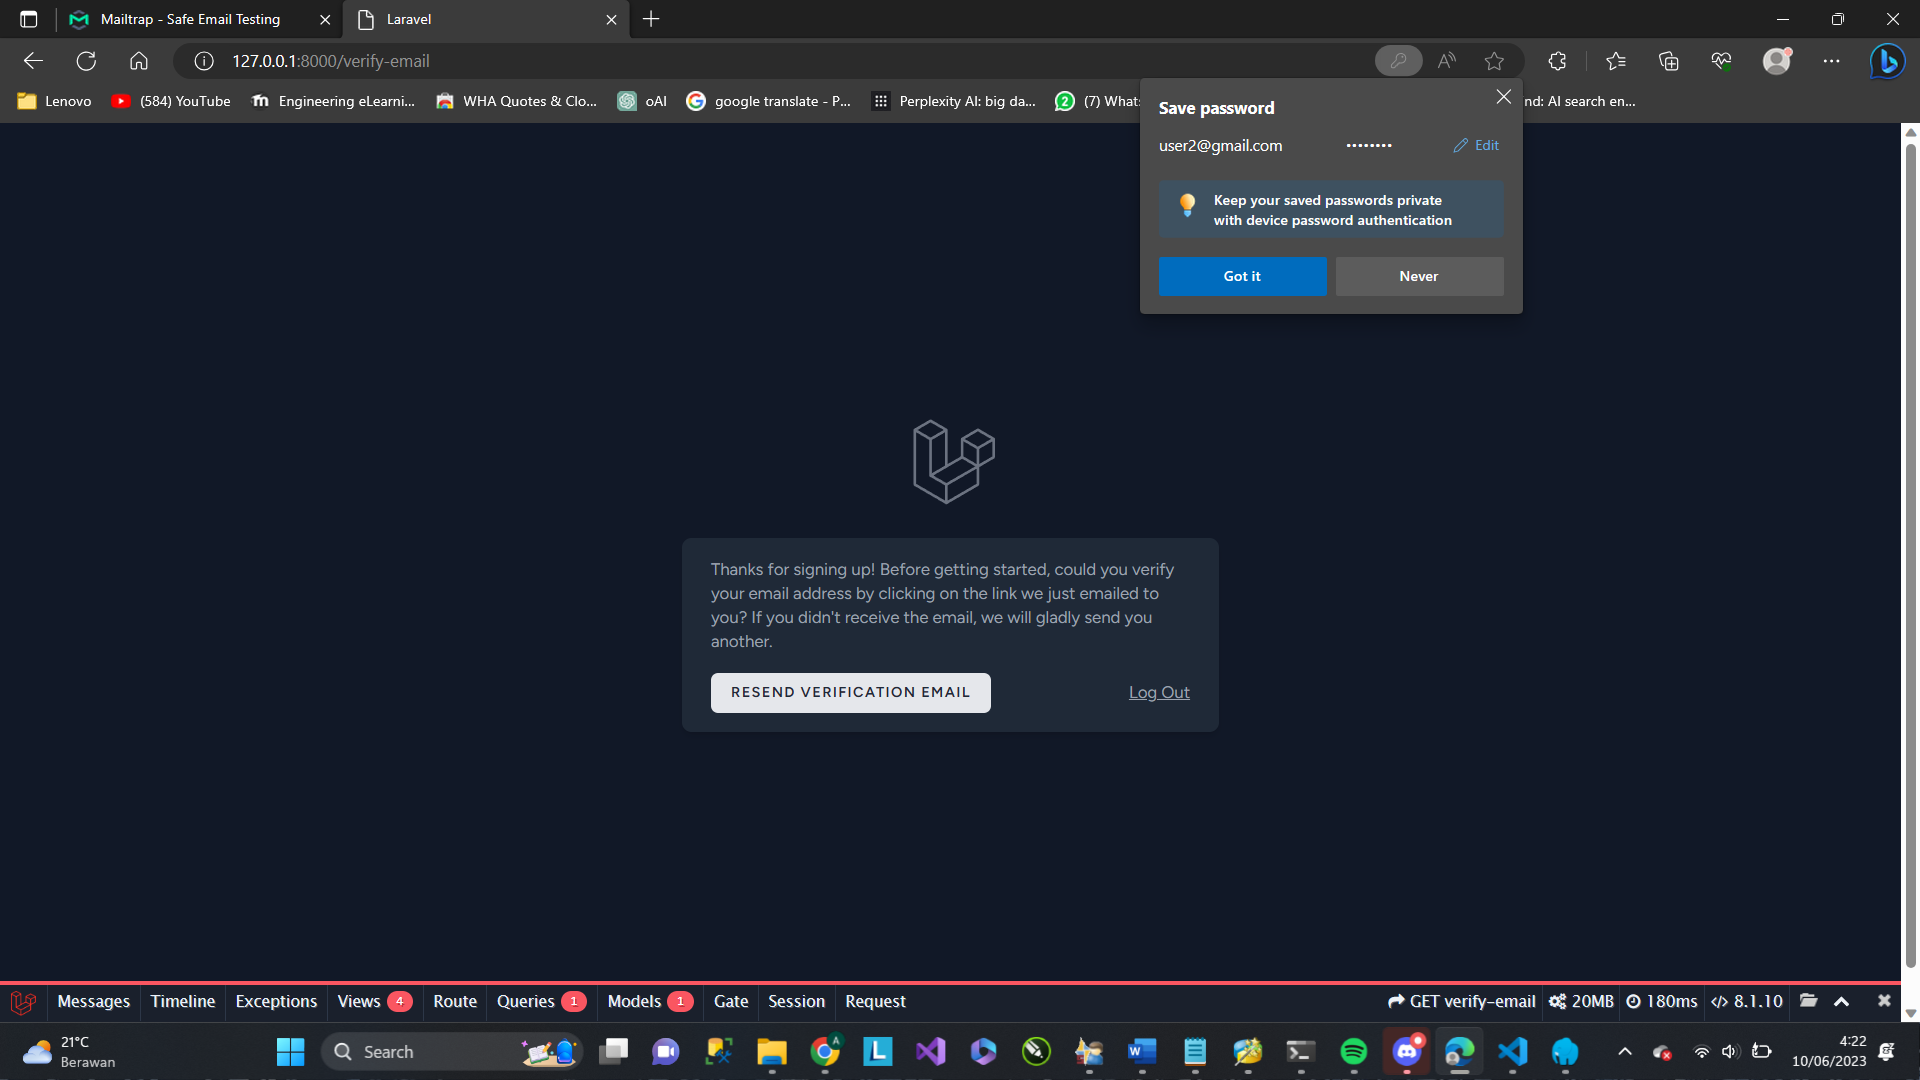 Mailtrap - Safe Email Testing
Laravel
127.0.0.1:8000/verify-email
Lenovo
(584) YouTube
Engineering eLearni...
WHA Quotes & Clo...
oAI
google translate - P...
Perplexity AI: big da...
(7) What
nd: AI search en...
Save password
user2@gmail.com
••••••••
Edit
Keep your saved passwords private
with device password authentication
Got it
Never
Thanks for signing up! Before getting started, could you verify
your email address by clicking on the link we just emailed to
you? If you didn't receive the email, we will gladly send you
another.
RESEND VERIFICATION EMAIL
Log Out
Messages
Timeline
Exceptions
Views 4
Route
Queries 1
Models 1
Gate
Session
Request
GET verify-email
20MB
180ms
8.1.10
21°C
Berawan
Search
4:22
10/06/2023